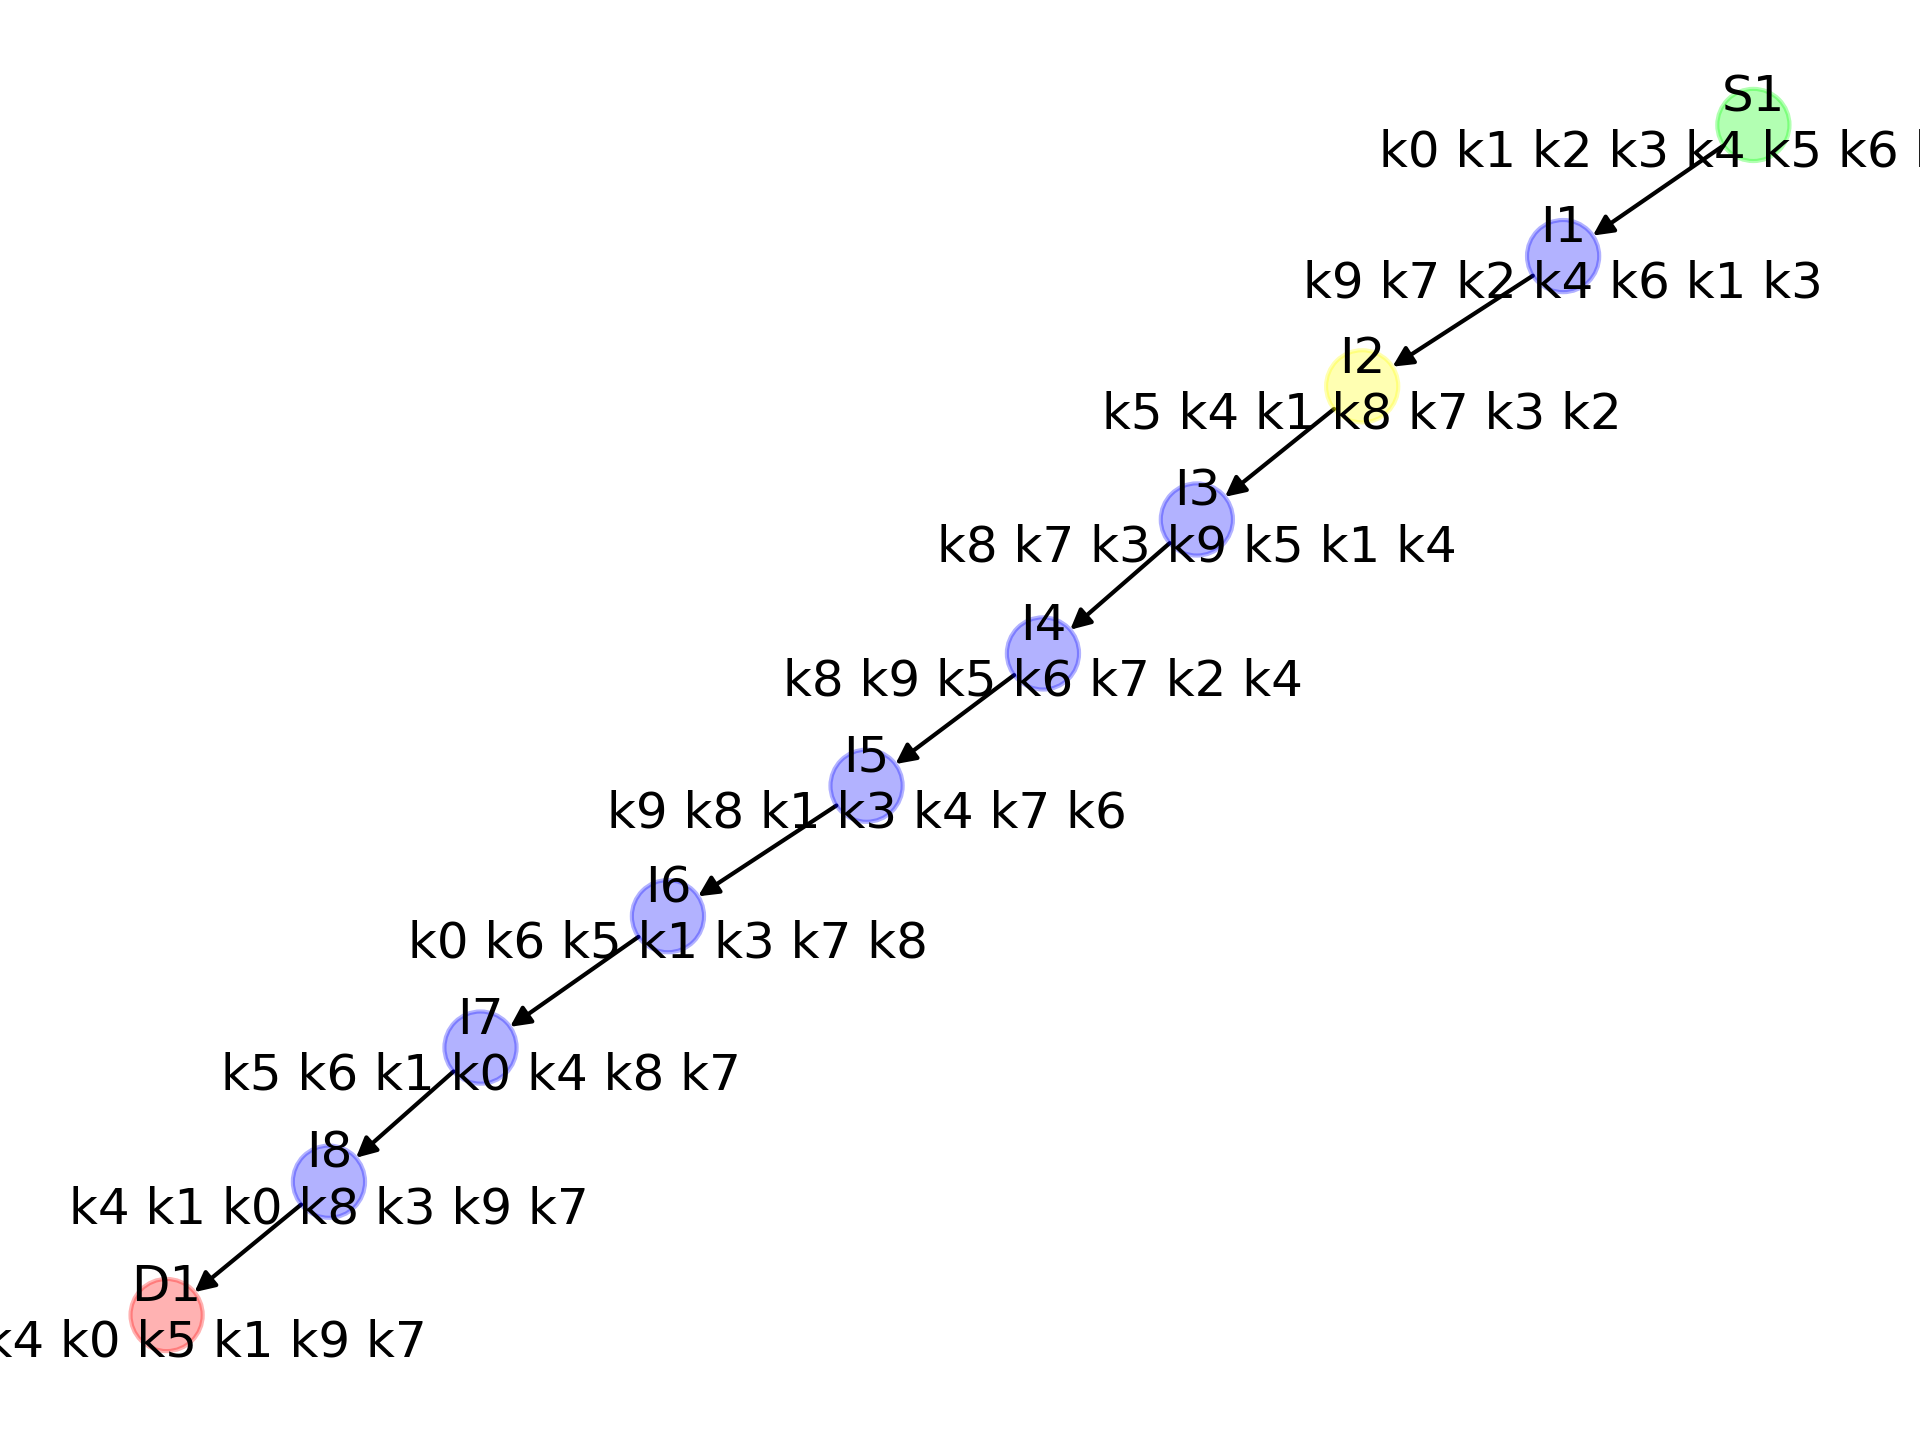 S1
k0 k1 k2 k3 k4 k5 k6
I1
k9 k7 k2 k4 k6 k1 k3
I2
k5 k4 k1 k8 k7 k3 k2
I3
k8 k7 k3 k9 k5 k1 k4
I4
k8 k9 k5 k6 k7 k2 k4
I5
k9 k8 k1 k3 k4 k7 k6
I6
k0 k6 k5 k1 k3 k7 k8
I7
k5 k6 k1 k0 k4 k8 k7
I8
k4 k1 k0 k8 k3 k9 k7
D1
k4 k0 k5 k1 k9 k7